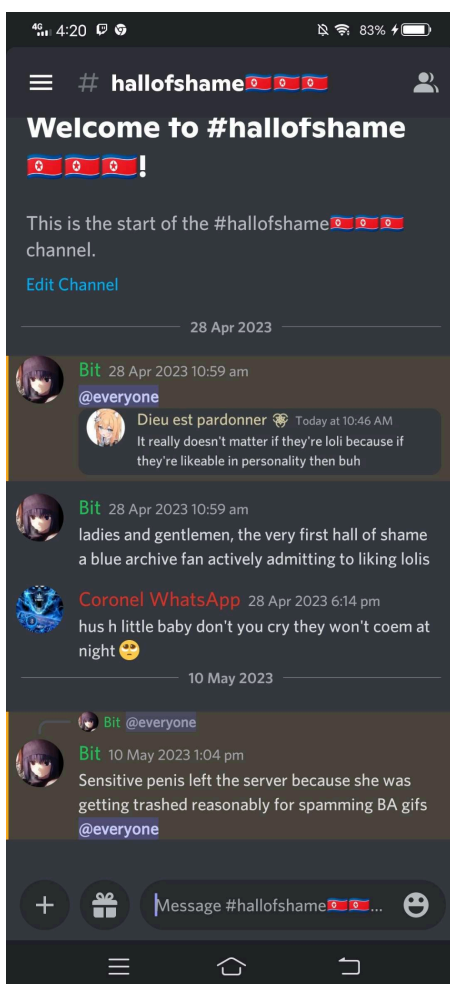 4G 4:20 83%
# hallofshame🇰🇵🇰🇵🇰🇵
Welcome to #hallofshame
🇰🇵🇰🇵🇰🇵!
This is the start of the #hallofshame🇰🇵🇰🇵🇰🇵
channel.
Edit Channel
28 Apr 2023
Bit 28 Apr 2023 10:59 am
@everyone
Dieu est pardonner Today at 10:46 AM
It really doesn't matter if they're loli because if
they're likeable in personality then buh
Bit 28 Apr 2023 10:59 am
ladies and gentlemen, the very first hall of shame
a blue archive fan actively admitting to liking lolis
Coronel WhatsApp 28 Apr 2023 6:14 pm
hus h little baby don't you cry they won't coem at
night 🥺
10 May 2023
Bit @everyone
Bit 10 May 2023 1:04 pm
Sensitive penis left the server because she was
getting trashed reasonably for spamming BA gifs
@everyone
Message #hallofshame🇰🇵🇰🇵...